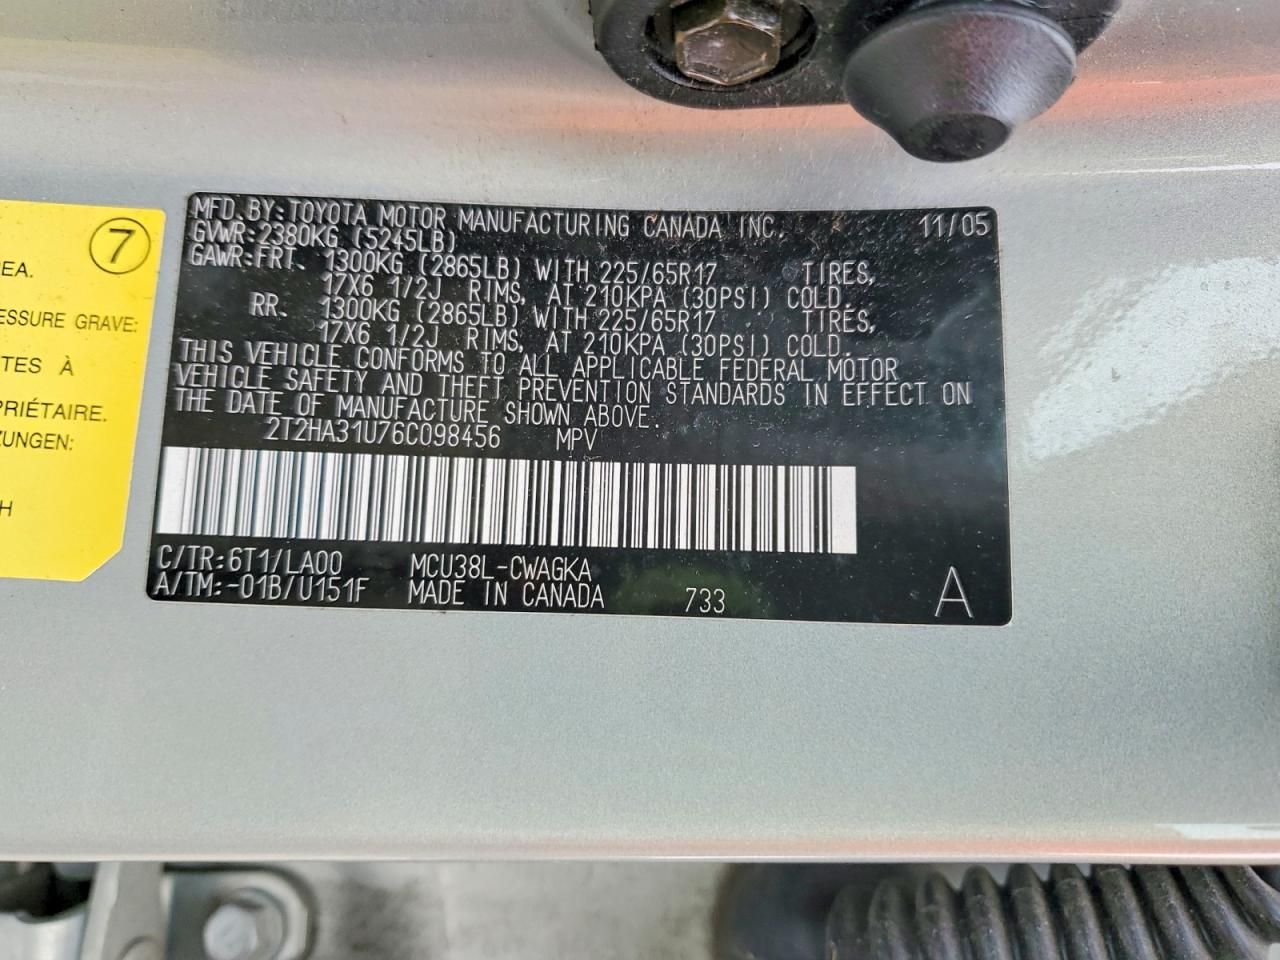 7
REA.
ESSURE GRAVE:
TES À
PRIÉTAIRE.
ZUNGEN:
H
MFD.BY:TOYOTA MOTOR MANUFACTURING CANADA INC. 11/05
GVWR:2380KG (5245LB)
GAWR:FRT. 1300KG (2865LB) WITH 225/65R17 TIRES,
17X6 1/2J RIMS, AT 210KPA (30PSI) COLD.
RR. 1300KG (2865LB) WITH 225/65R17 TIRES,
17X6 1/2J RIMS, AT 210KPA (30PSI) COLD.
THIS VEHICLE CONFORMS TO ALL APPLICABLE FEDERAL MOTOR
VEHICLE SAFETY AND THEFT PREVENTION STANDARDS IN EFFECT ON
THE DATE OF MANUFACTURE SHOWN ABOVE.
2T2HA31U76C098456 MPV
C/TR:6T1/LA00 MCU38L-CWAGKA
A/TM:-01B/U151F MADE IN CANADA 733 A